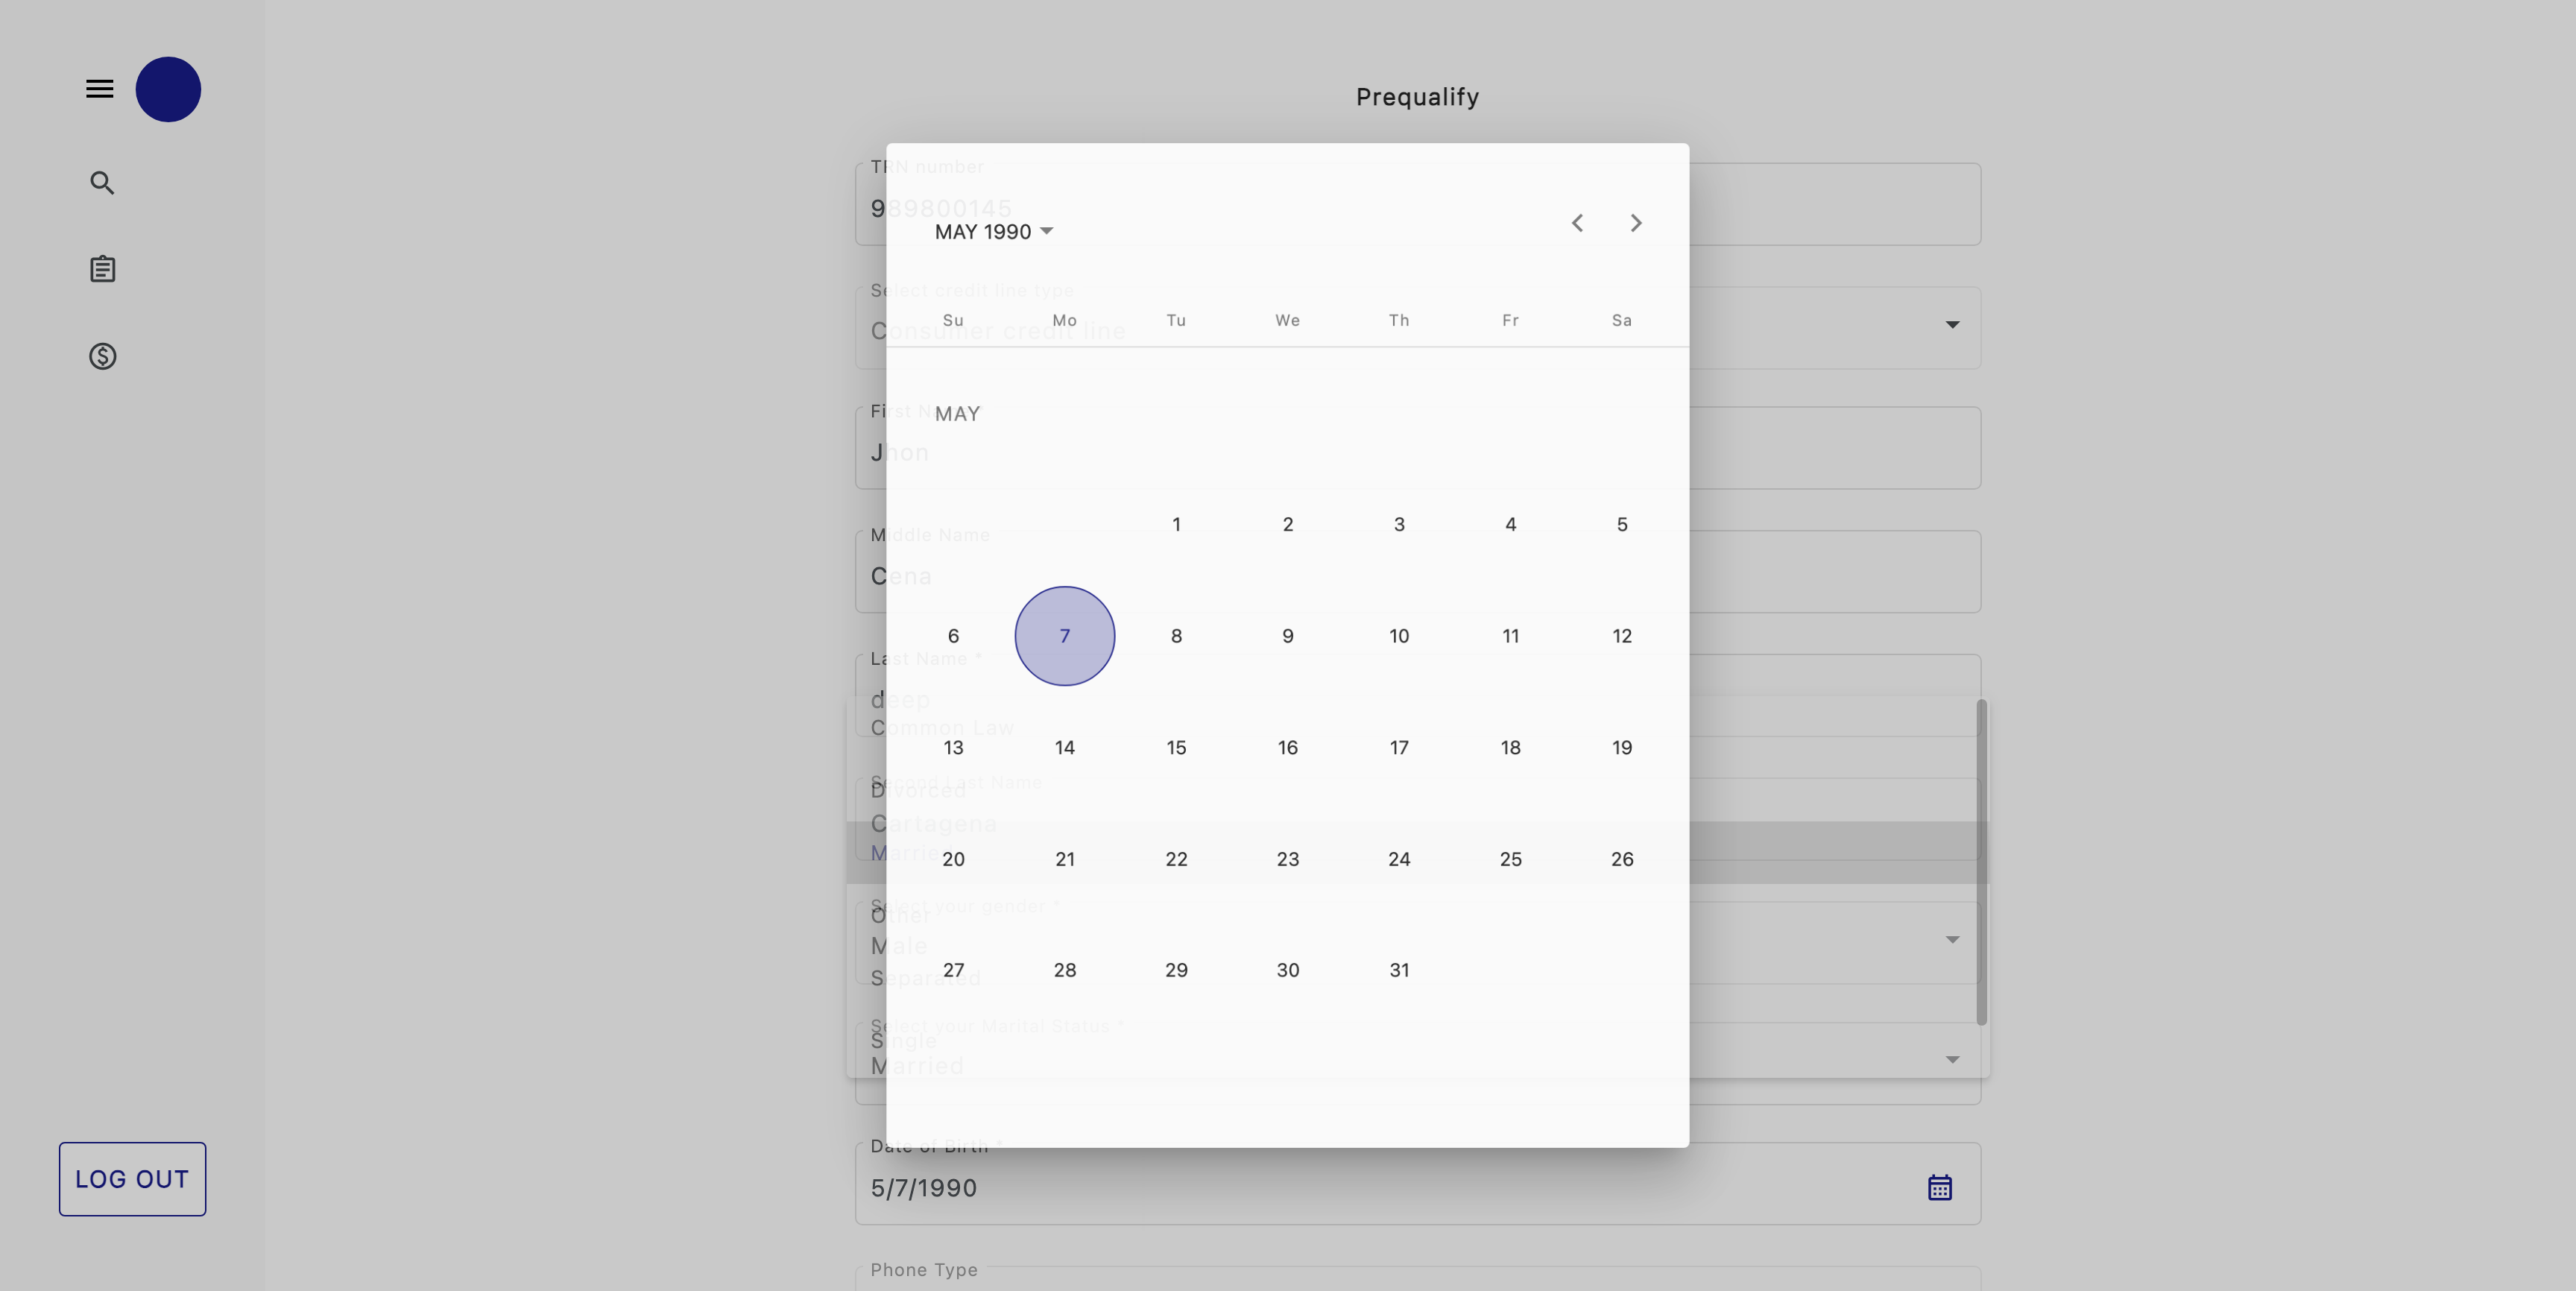 Prequalify
TRN number
989800145
MAY 1990
Select credit line type
Consumer credit line
Su Mo Tu We Th Fr Sa
First Name *
MAY
Jhon
1 2 3 4 5
Middle Name
Cena
6 7 8 9 10 11 12
Last Name *
deep
Common Law
13 14 15 16 17 18 19
Second Last Name
Divorced
Cartagena
Married
20 21 22 23 24 25 26
Select your gender *
Other
Male
27 28 29 30 31
Separated
Select your Marital Status *
Single
Married
Date of Birth *
LOG OUT
5/7/1990
Phone Type